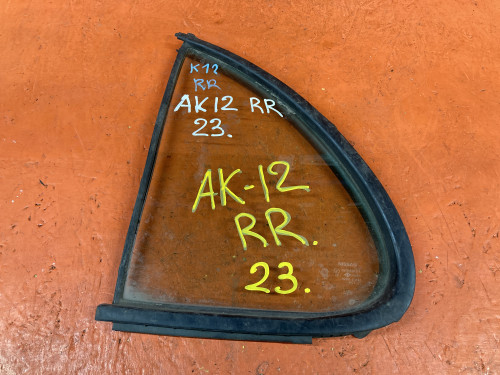 K12
RR
AK12 RR
23.
AK-12
RR.
23.